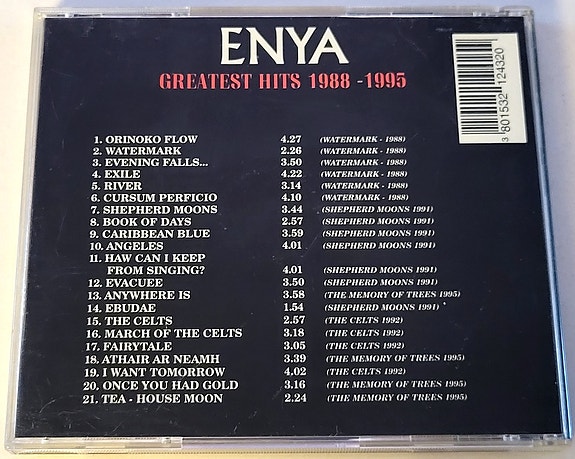 ENYA
GREATEST HITS 1988 -1995
3 801532 124320
1. ORINOKO FLOW 4.27 (WATERMARK - 1988)
2. WATERMARK 2.26 (WATERMARK - 1988)
3. EVENING FALLS... 3.50 (WATERMARK - 1988)
4. EXILE 4.22 (WATERMARK - 1988)
5. RIVER 3.14 (WATERMARK - 1988)
6. CURSUM PERFICIO 4.10 (WATERMARK - 1988)
7. SHEPHERD MOONS 3.44 (SHEPHERD MOONS 1991)
8. BOOK OF DAYS 2.57 (SHEPHERD MOONS 1991)
9. CARIBBEAN BLUE 3.59 (SHEPHERD MOONS 1991)
10. ANGELES 4.01 (SHEPHERD MOONS 1991)
11. HAW CAN I KEEP
FROM SINGING? 4.01 (SHEPHERD MOONS 1991)
12. EVACUEE 3.50 (SHEPHERD MOONS 1991)
13. ANYWHERE IS 3.58 (THE MEMORY OF TREES 1995)
14. EBUDAE 1.54 (SHEPHERD MOONS 1991)
15. THE CELTS 2.57 (THE CELTS 1992)
16. MARCH OF THE CELTS 3.18 (THE CELTS 1992)
17. FAIRYTALE 3.05 (THE CELTS 1992)
18. ATHAIR AR NEAMH 3.39 (THE MEMORY OF TREES 1995)
19. I WANT TOMORROW 4.02 (THE CELTS 1992)
20. ONCE YOU HAD GOLD 3.16 (THE MEMORY OF TREES 1995)
21. TEA - HOUSE MOON 2.24 (THE MEMORY OF TREES 1995)